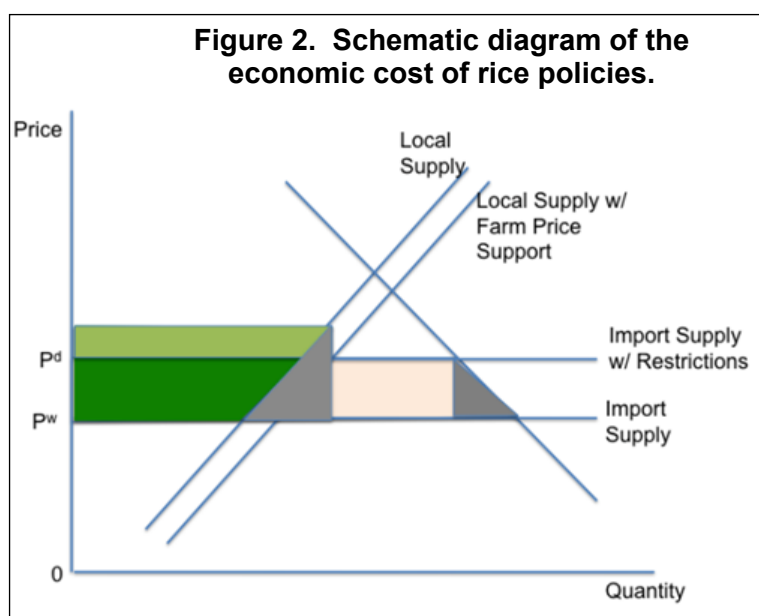 Figure 2.  Schematic diagram of the
economic cost of rice policies.
Price
Local
Supply
Local Supply w/
Farm Price
Support
Pᵈ
Import Supply
w/ Restrictions
Pʷ
Import
Supply
0
Quantity